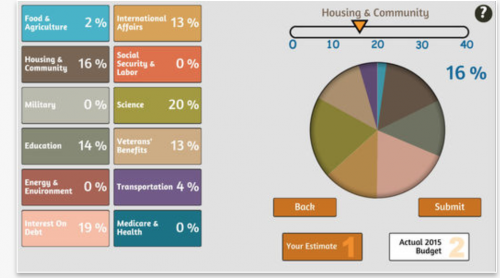 Food &
Agriculture 2 %
International
Affairs 13 %
Housing &
Community 16 %
Social
Security &
Labor 0 %
Military 0 %
Science 20 %
Education 14 %
Veterans'
Benefits 13 %
Energy &
Environment 0 %
Transportation 4 %
Interest On
Debt 19 %
Medicare &
Health 0 %
Housing & Community
?
0 10 20 30 40
16 %
Back
Submit
Your Estimate 1
Actual 2015
Budget 2